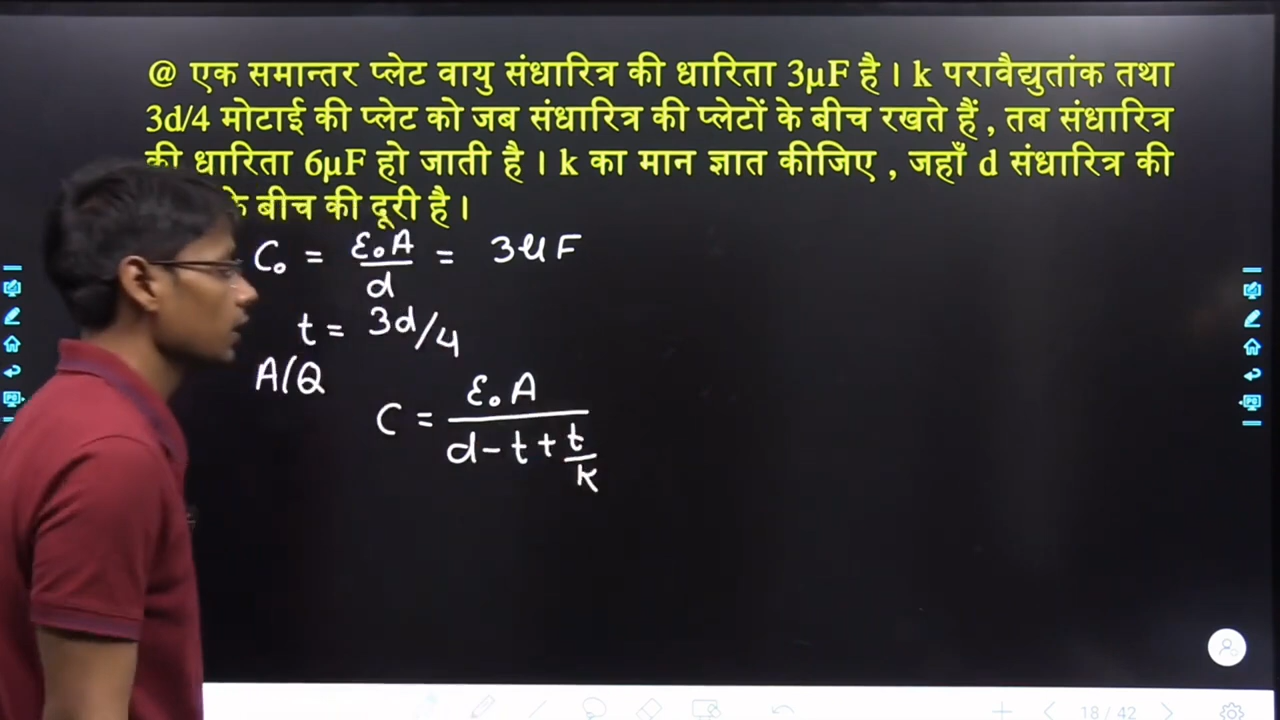 @ एक समान्तर प्लेट वायु संधारित्र की धारिता 3µF है । k परावैद्युतांक तथा
3d/4 मोटाई की प्लेट को जब संधारित्र की प्लेटों के बीच रखते हैं , तब संधारित्र
की धारिता 6µF हो जाती है । k का मान ज्ञात कीजिए , जहाँ d संधारित्र की
के बीच की दूरी है ।
C₀ = ε₀A/d = 3µF
t = 3d/4
A/Q
C = ε₀A/(d-t+t/k)
18 / 42